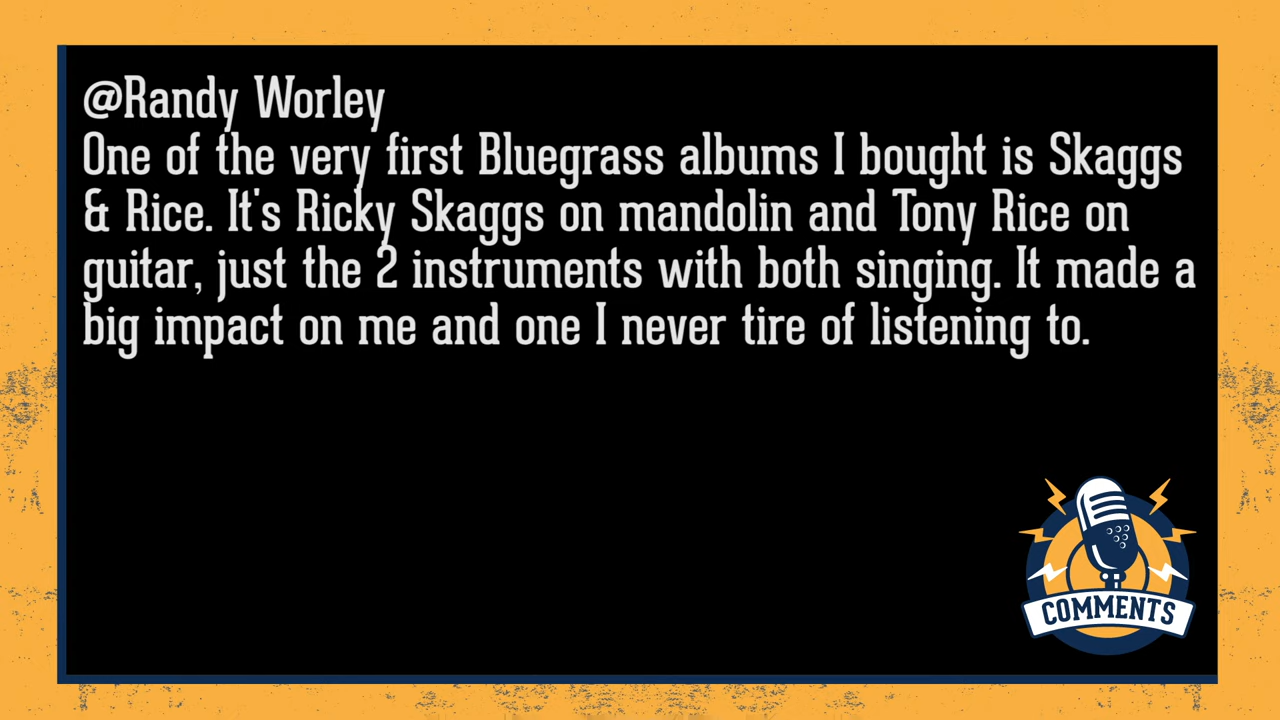 @Randy Worley
One of the very first Bluegrass albums I bought is Skaggs
& Rice. It's Ricky Skaggs on mandolin and Tony Rice on
guitar, just the 2 instruments with both singing. It made a
big impact on me and one I never tire of listening to.
COMMENTS